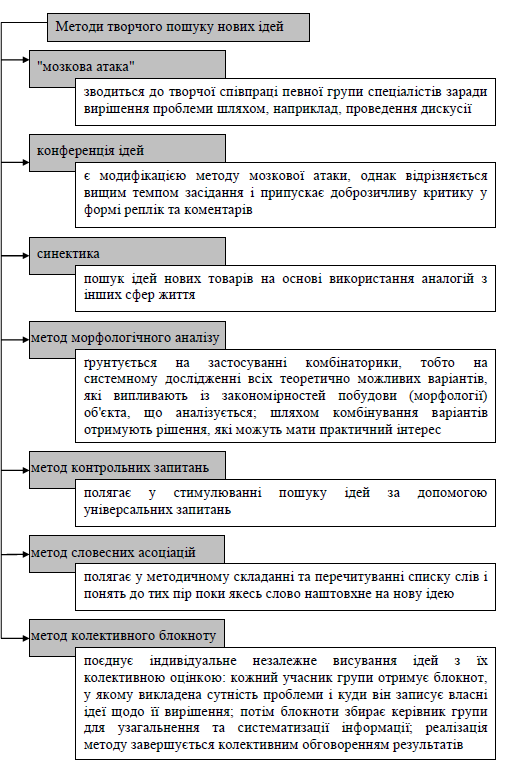 Методи творчого пошуку нових ідей
"мозкова атака"
зводиться до творчої співпраці певної групи спеціалістів заради
вирішення проблеми шляхом, наприклад, проведення дискусії
конференція ідей
є модифікацією методу мозкової атаки, однак відрізняється
вищим темпом засідання і припускає доброзичливу критику у
формі реплік та коментарів
синектика
пошук ідей нових товарів на основі використання аналогій з
інших сфер життя
метод морфологічного аналізу
ґрунтується на застосуванні комбінаторики, тобто на
системному дослідженні всіх теоретично можливих варіантів,
які випливають із закономірностей побудови (морфології)
об'єкта, що аналізується; шляхом комбінування варіантів
отримують рішення, які можуть мати практичний інтерес
метод контрольних запитань
полягає у стимулюванні пошуку ідей за допомогою
універсальних запитань
метод словесних асоціацій
полягає у методичному складанні та перечитуванні списку слів і
понять до тих пір поки якесь слово наштовхне на нову ідею
метод колективного блокноту
поєднує індивідуальне незалежне висування ідей з їх
колективною оцінкою: кожний учасник групи отримує блокнот,
у якому викладена сутність проблеми і куди він записує власні
ідеї щодо її вирішення; потім блокноти збирає керівник групи
для узагальнення та систематизації інформації; реалізація
методу завершується колективним обговоренням результатів